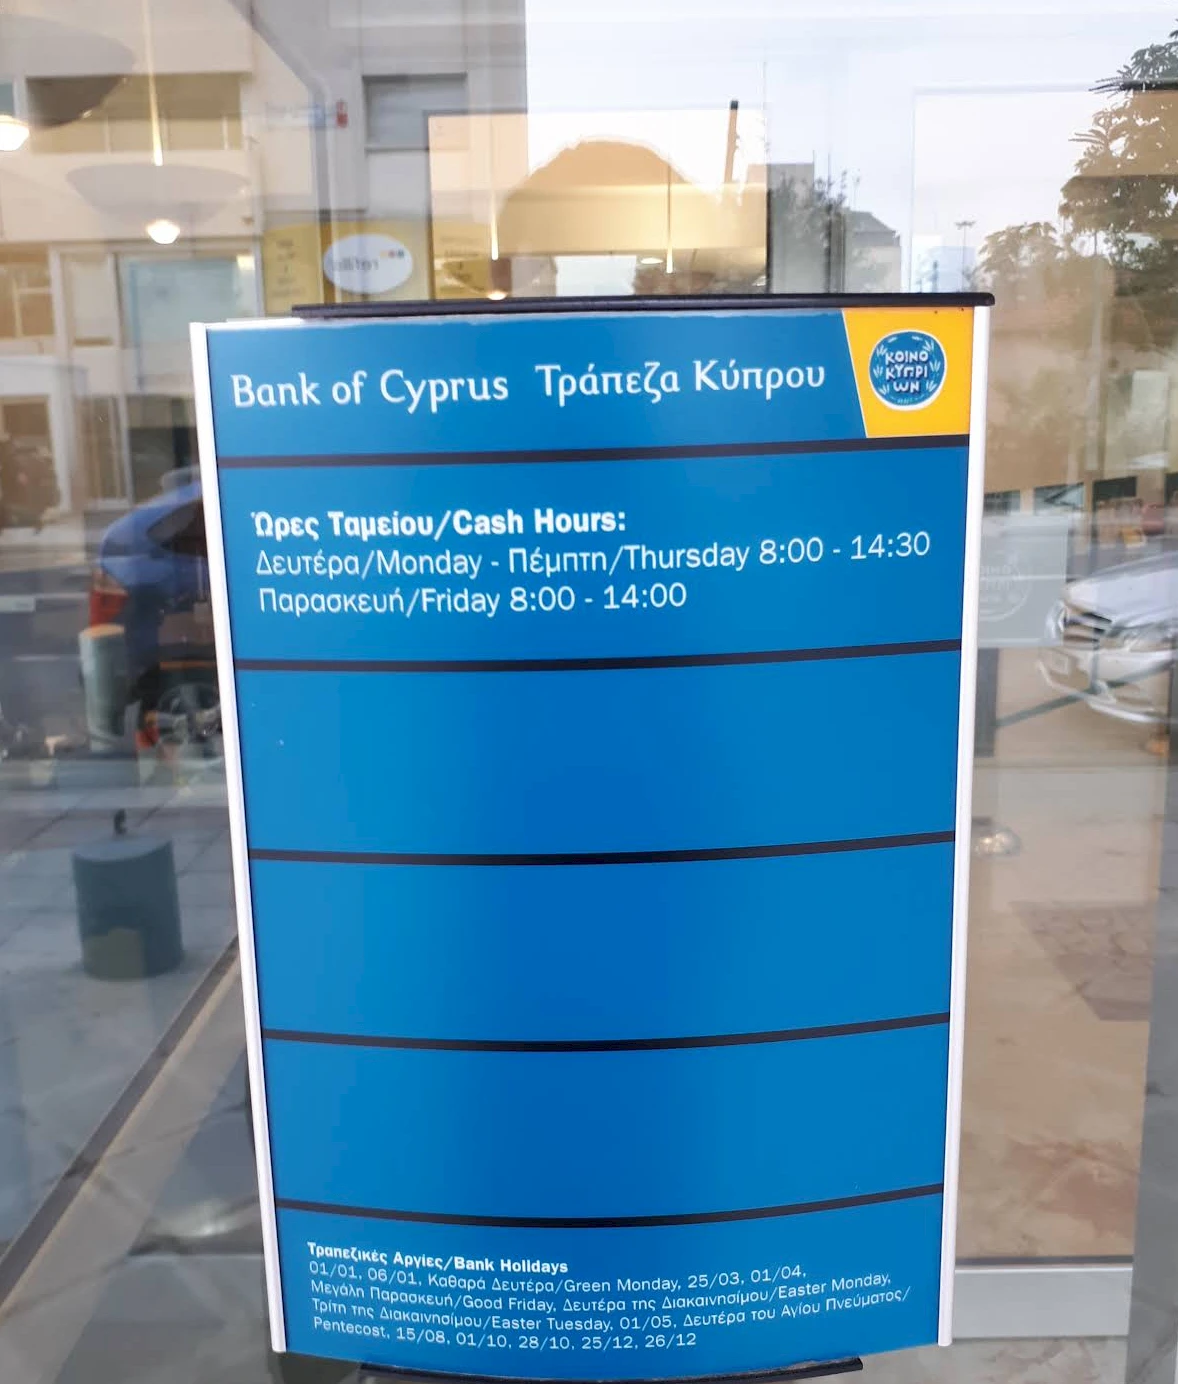 Bank of Cyprus Τράπεζα Κύπρου
ΚΟΙΝΟ
ΚΥΠΡΙ
ΩΝ
Ώρες Ταμείου/Cash Hours:
Δευτέρα/Monday - Πέμπτη/Thursday 8:00 - 14:30
Παρασκευή/Friday 8:00 - 14:00
Τραπεζικές Αργίες/Bank Holidays
01/01, 06/01, Καθαρά Δευτέρα/Green Monday, 25/03, 01/04,
Μεγάλη Παρασκευή/Good Friday, Δευτέρα της Διακαινησίμου/Easter Monday,
Τρίτη της Διακαινησίμου/Easter Tuesday, 01/05, Δευτέρα του Αγίου Πνεύματος/
Pentecost, 15/08, 01/10, 28/10, 25/12, 26/12